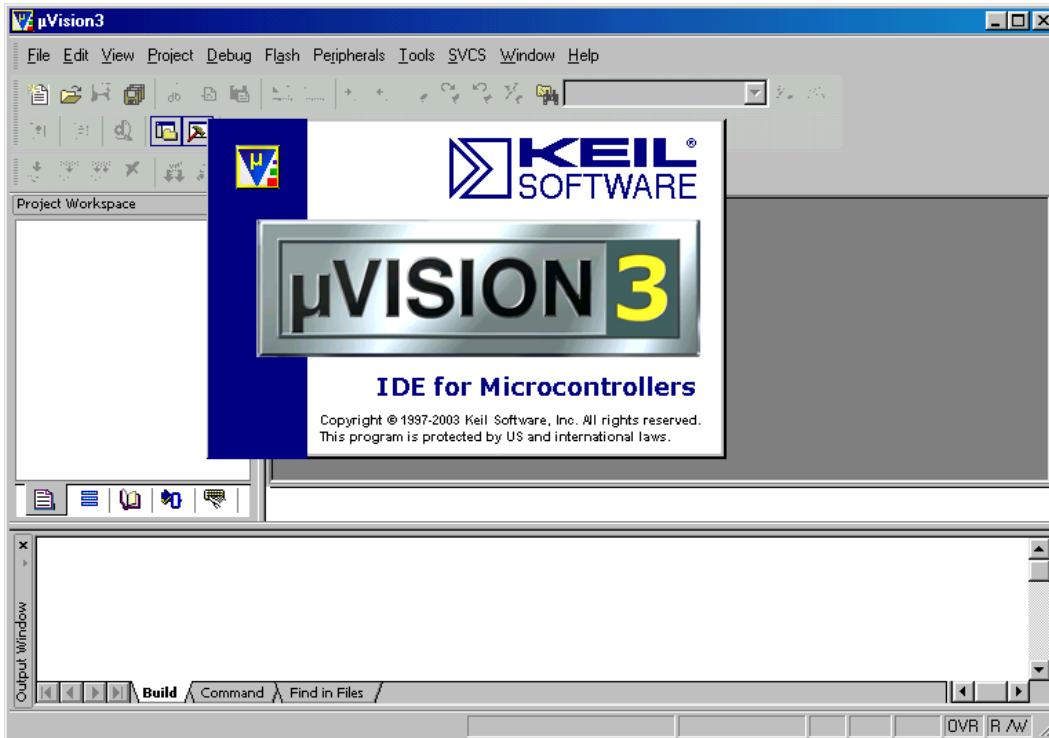 µVision3
File Edit View Project Debug Flash Peripherals Tools SVCS Window Help
KEIL®
SOFTWARE
Project Workspace
µVISION 3
IDE for Microcontrollers
Copyright © 1997-2003 Keil Software, Inc. All rights reserved.
This program is protected by US and international laws.
Output Window
Build Command Find in Files
OVR R/W